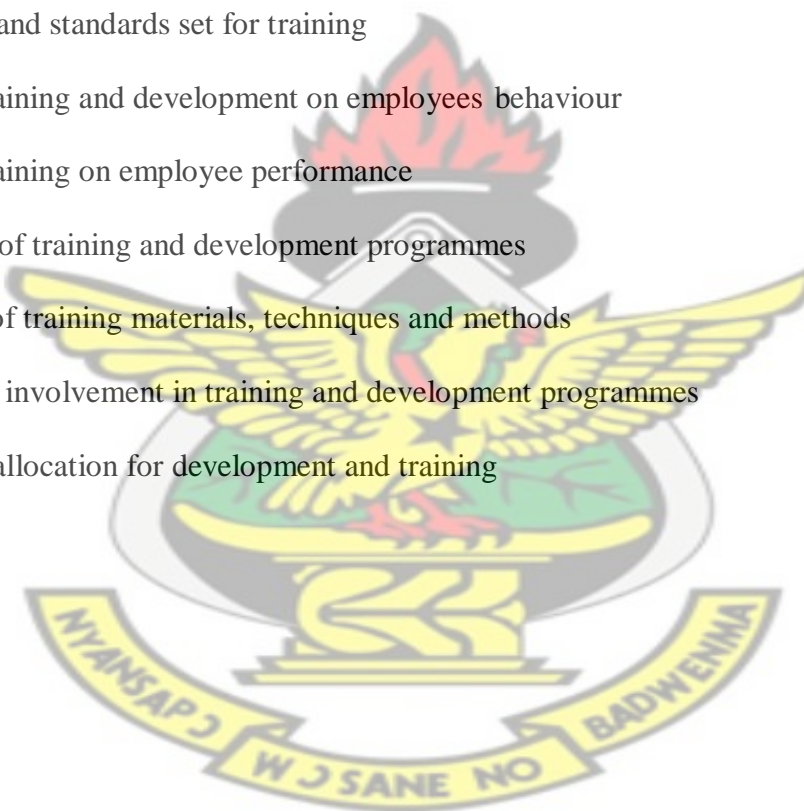 and standards set for training
aining and development on employees behaviour
aining on employee performance
of training and development programmes
of training materials, techniques and methods
involvement in training and development programmes
allocation for development and training
NYANSAPƆ
WƆSANE NO
BADWENMA